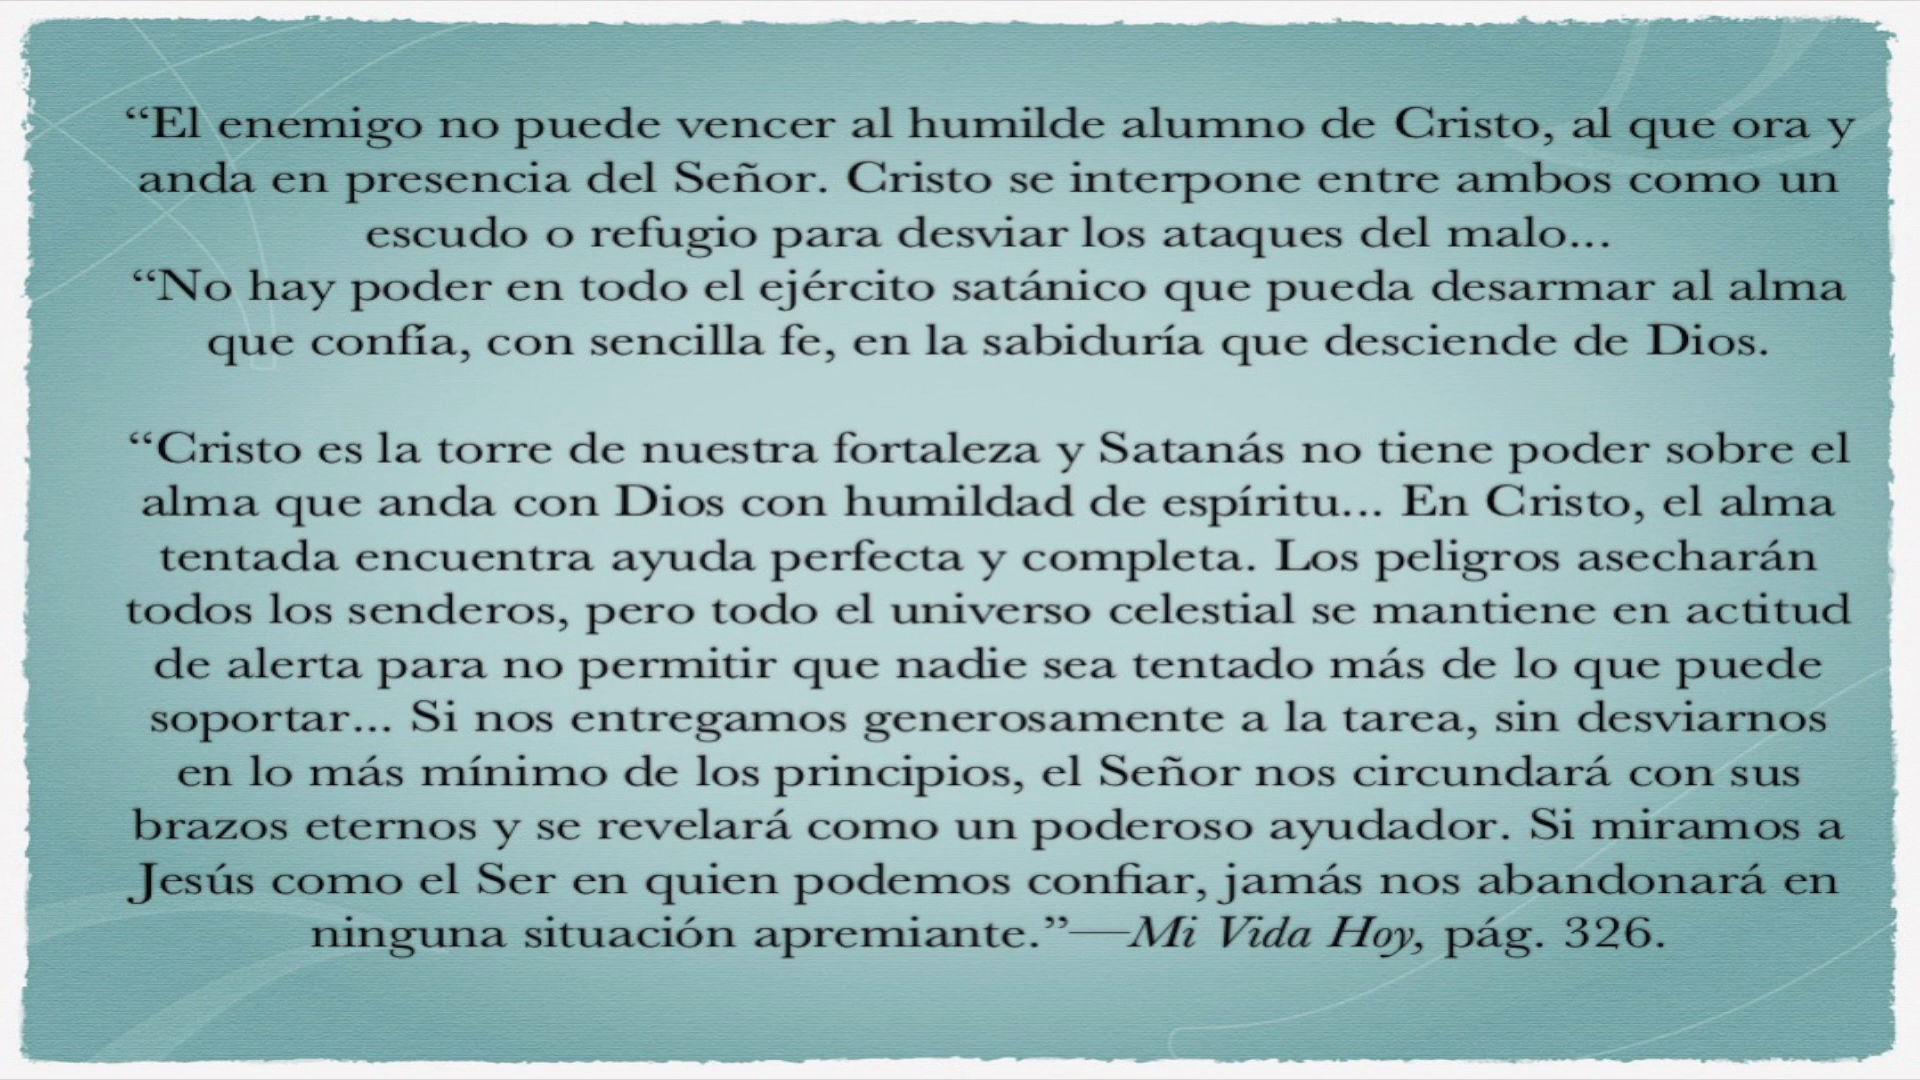 “El enemigo no puede vencer al humilde alumno de Cristo, al que ora y
anda en presencia del Señor. Cristo se interpone entre ambos como un
escudo o refugio para desviar los ataques del malo...
“No hay poder en todo el ejército satánico que pueda desarmar al alma
que confía, con sencilla fe, en la sabiduría que desciende de Dios.
“Cristo es la torre de nuestra fortaleza y Satanás no tiene poder sobre el
alma que anda con Dios con humildad de espíritu... En Cristo, el alma
tentada encuentra ayuda perfecta y completa. Los peligros asecharán
todos los senderos, pero todo el universo celestial se mantiene en actitud
de alerta para no permitir que nadie sea tentado más de lo que puede
soportar... Si nos entregamos generosamente a la tarea, sin desviarnos
en lo más mínimo de los principios, el Señor nos circundará con sus
brazos eternos y se revelará como un poderoso ayudador. Si miramos a
Jesús como el Ser en quien podemos confiar, jamás nos abandonará en
ninguna situación apremiante.”—Mi Vida Hoy, pág. 326.